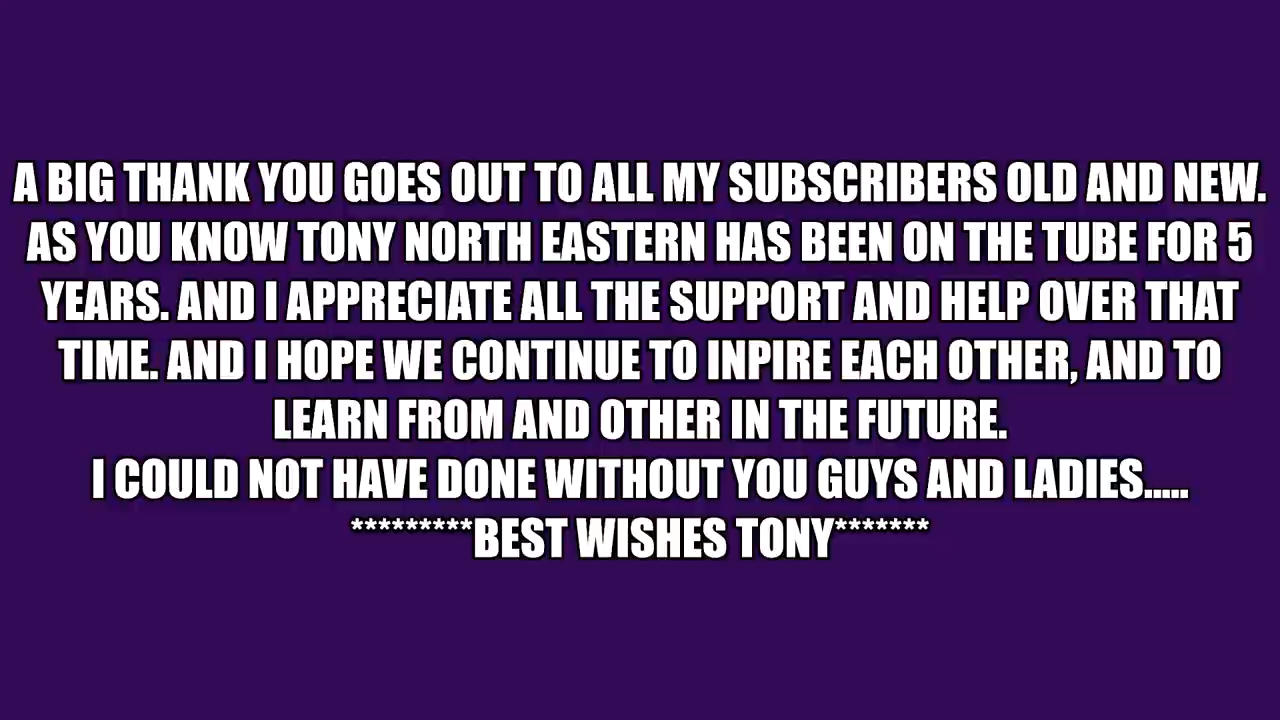 A BIG THANK YOU GOES OUT TO ALL MY SUBSCRIBERS OLD AND NEW.
AS YOU KNOW TONY NORTH EASTERN HAS BEEN ON THE TUBE FOR 5
YEARS. AND I APPRECIATE ALL THE SUPPORT AND HELP OVER THAT
TIME. AND I HOPE WE CONTINUE TO INPIRE EACH OTHER, AND TO
LEARN FROM AND OTHER IN THE FUTURE.
I COULD NOT HAVE DONE WITHOUT YOU GUYS AND LADIES.....
*********BEST WISHES TONY*******